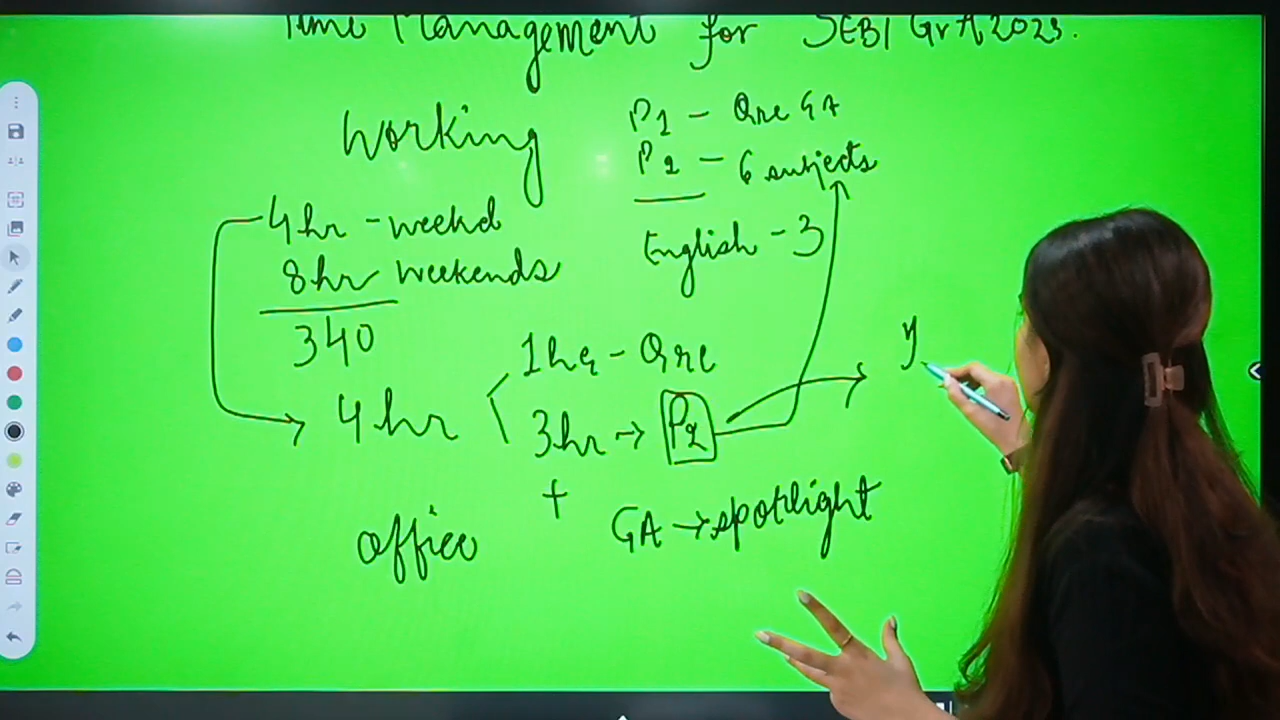 Time Management for SEBI Gr A 2023.
Working
P1 - Qre GA
P2 - 6 subjects
4hr - weekd
8hr weekends
English - 3
340
1hr - Qre
4hr
3hr → P2
y
+
GA → spotlight
office